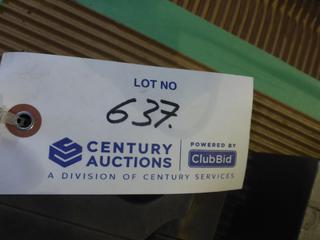 LOT NO
637.
CENTURY
AUCTIONS
POWERED BY
ClubBid
A DIVISION OF CENTURY SERVICES